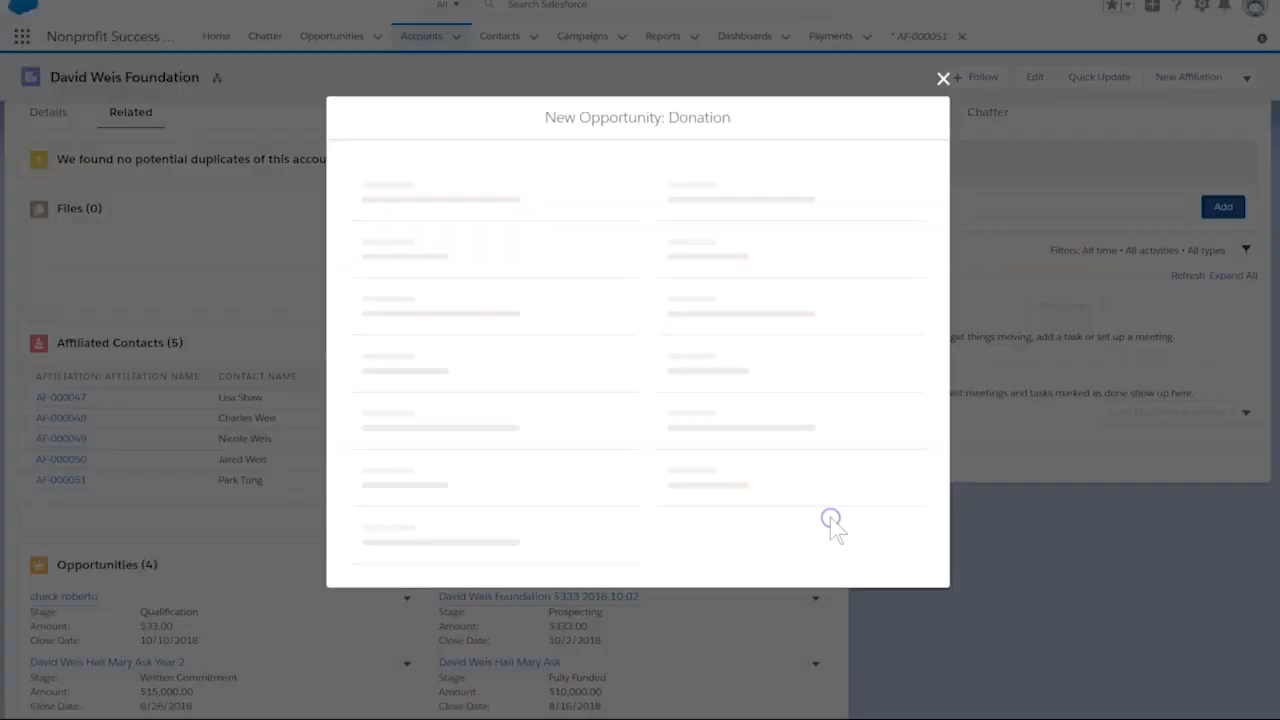 All
Search Salesforce
Nonprofit Success ...
Home
Chatter
Opportunities
Accounts
Contacts
Campaigns
Reports
Dashboards
Payments
* AF-000051
David Weis Foundation
+ Follow
Edit
Quick Update
New Affiliation
Details
Related
Chatter
New Opportunity: Donation
We found no potential duplicates of this accou
Files (0)
Add
Filters: All time • All activities • All types
Refresh Expand All
get things moving, add a task or set up a meeting.
Affiliated Contacts (5)
AFFILIATION: AFFILIATION NAME CONTACT NAME
AF-000047 Lisa Shaw
AF-000048 Charles Weis
AF-000049 Nicole Weis
AF-000050 Jared Weis
AF-000051 Park Tung
ast meetings and tasks marked as done show up here.
Opportunities (4)
check roberto
Stage: Qualification
Amount: $33.00
Close Date: 10/10/2018
David Weis Foundation $333 2018.10:02
Stage: Prospecting
Amount: $333.00
Close Date: 10/2/2018
David Weis Hail Mary Ask Year 2
Stage: Written Commitment
Amount: $15,000.00
Close Date: 8/26/2018
David Weis Hail Mary Ask
Stage: Fully Funded
Amount: $10,000.00
Close Date: 8/16/2018